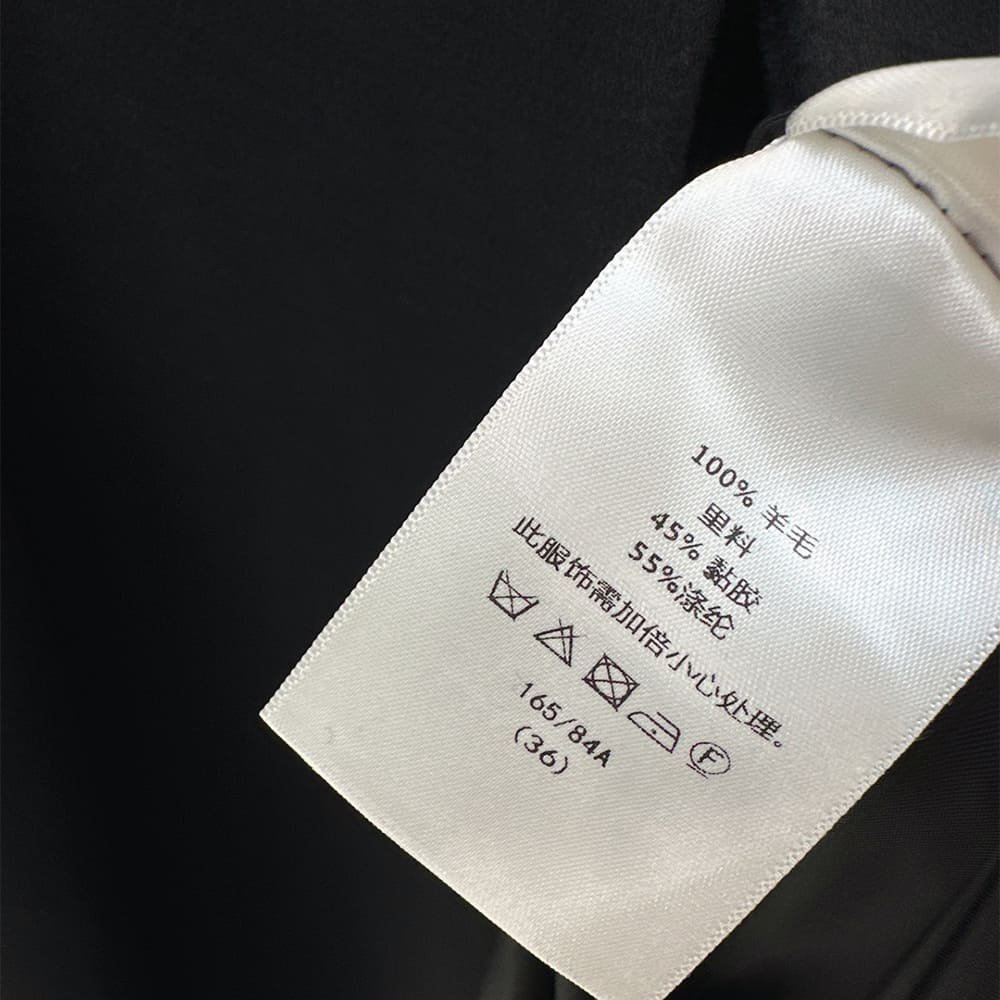 100% 羊毛
里料
45% 黏胶
55%涤纶
此服饰需加倍小心处理。
F
165/84A
(36)